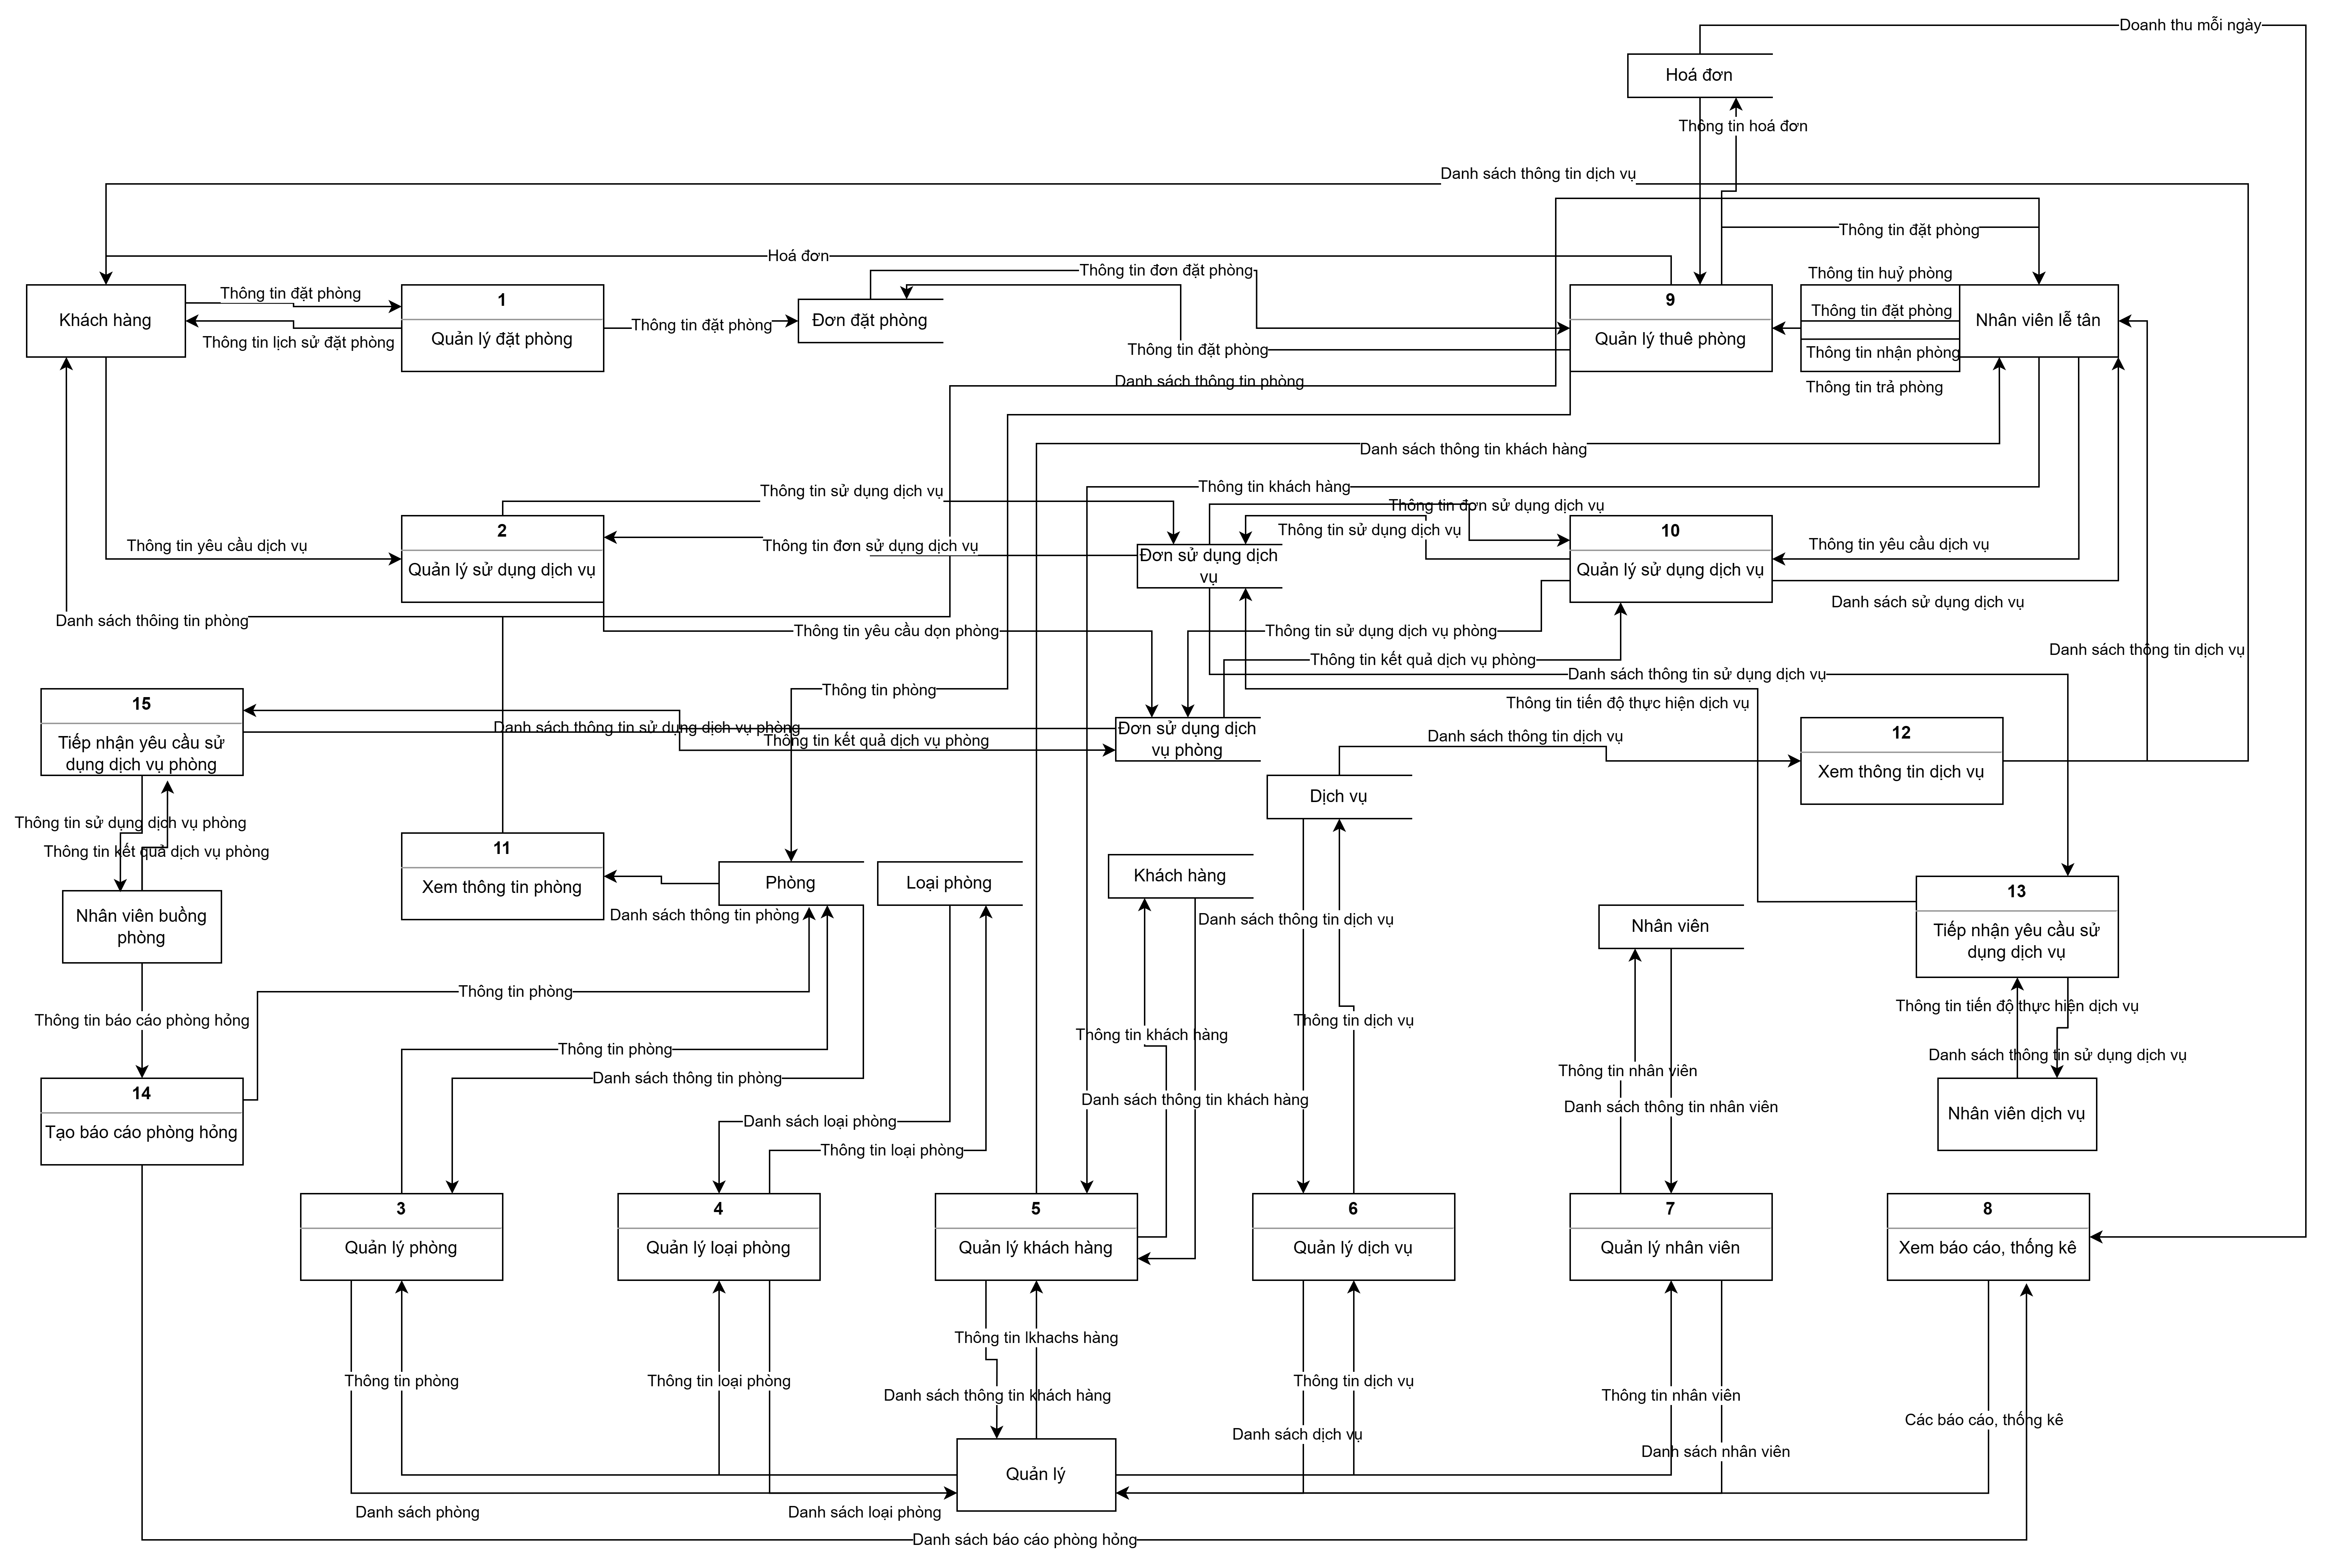 Doanh thu mỗi ngày
Hoá đơn
Thông tin hoá đơn
Danh sách thông tin dịch vụ
Thông tin đặt phòng
Hoá đơn
Thông tin đơn đặt phòng
Thông tin huỷ phòng
Thông tin đặt phòng
Thông tin lịch sử đặt phòng
Khách hàng
1
Quản lý đặt phòng
Thông tin đặt phòng
Đơn đặt phòng
Thông tin đặt phòng
9
Quản lý thuê phòng
Thông tin đặt phòng
Thông tin nhận phòng
Thông tin trả phòng
Nhân viên lễ tân
Danh sách thông tin phòng
Danh sách thông tin khách hàng
Thông tin khách hàng
Thông tin sử dụng dịch vụ
Thông tin đơn sử dụng dịch vụ
Thông tin sử dụng dịch vụ
2
Quản lý sử dụng dịch vụ
Thông tin yêu cầu dịch vụ
Thông tin đơn sử dụng dịch vụ
Đơn sử dụng dịch
vụ
10
Quản lý sử dụng dịch vụ
Thông tin yêu cầu dịch vụ
Danh sách sử dụng dịch vụ
Danh sách thôing tin phòng
Thông tin yêu cầu dọn phòng
Thông tin sử dụng dịch vụ phòng
Thông tin kết quả dịch vụ phòng
Danh sách thông tin dịch vụ
Danh sách thông tin sử dụng dịch vụ
Thông tin phòng
Thông tin tiến độ thực hiện dịch vụ
15
Tiếp nhận yêu cầu sử
dụng dịch vụ phòng
Danh sách thông tin sử dụng dịch vụ phòng
Thông tin kết quả dịch vụ phòng
Đơn sử dụng dịch
vụ phòng
Danh sách thông tin dịch vụ
12
Xem thông tin dịch vụ
Dịch vụ
Thông tin sử dụng dịch vụ phòng
Thông tin kết quả dịch vụ phòng
11
Xem thông tin phòng
Phòng
Loại phòng
Khách hàng
Danh sách thông tin phòng
Danh sách thông tin dịch vụ
Nhân viên
13
Tiếp nhận yêu cầu sử
dụng dịch vụ
Nhân viên buồng
phòng
Thông tin phòng
Thông tin tiến độ thực hiện dịch vụ
Thông tin báo cáo phòng hỏng
Thông tin khách hàng
Thông tin dịch vụ
Thông tin phòng
Danh sách thông tin sử dụng dịch vụ
Thông tin nhân viên
Danh sách thông tin phòng
14
Tạo báo cáo phòng hỏng
Danh sách thông tin khách hàng
Danh sách thông tin nhân viên
Nhân viên dịch vụ
Danh sách loại phòng
Thông tin loại phòng
3
Quản lý phòng
4
Quản lý loại phòng
5
Quản lý khách hàng
6
Quản lý dịch vụ
7
Quản lý nhân viên
8
Xem báo cáo, thống kê
Thông tin lkhachs hàng
Thông tin phòng
Thông tin loại phòng
Danh sách thông tin khách hàng
Thông tin dịch vụ
Thông tin nhân viên
Các báo cáo, thống kê
Danh sách dịch vụ
Danh sách nhân viên
Quản lý
Danh sách phòng
Danh sách loại phòng
Danh sách báo cáo phòng hỏng